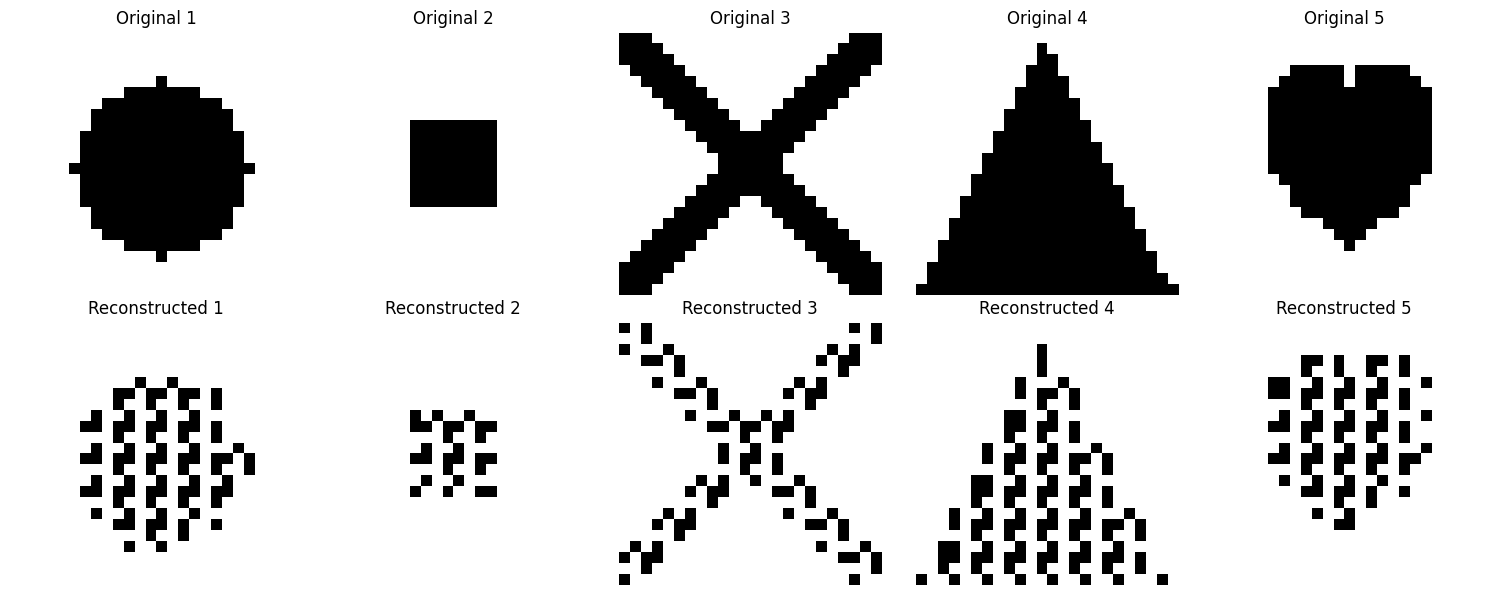 Original 1
Original 2
Original 3
Original 4
Original 5
Reconstructed 1
Reconstructed 2
Reconstructed 3
Reconstructed 4
Reconstructed 5